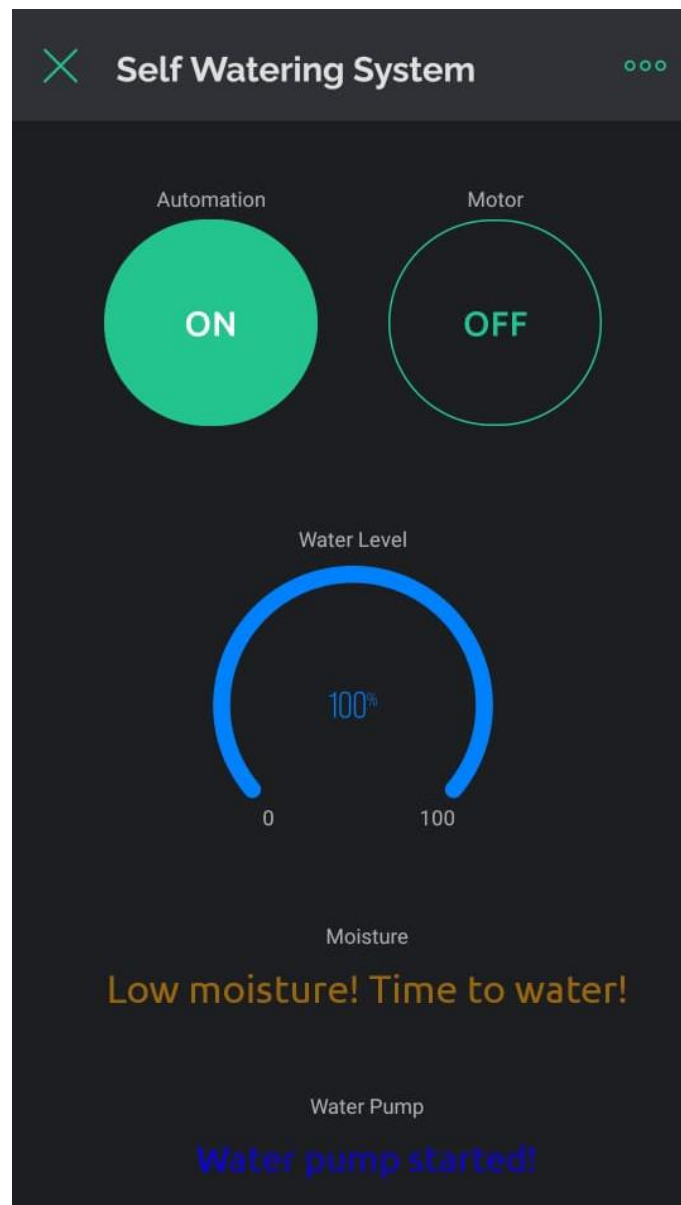 Self Watering System
Automation Motor
ON OFF
Water Level
100%
0 100
Moisture
Low moisture! Time to water!
Water Pump
Water pump started!